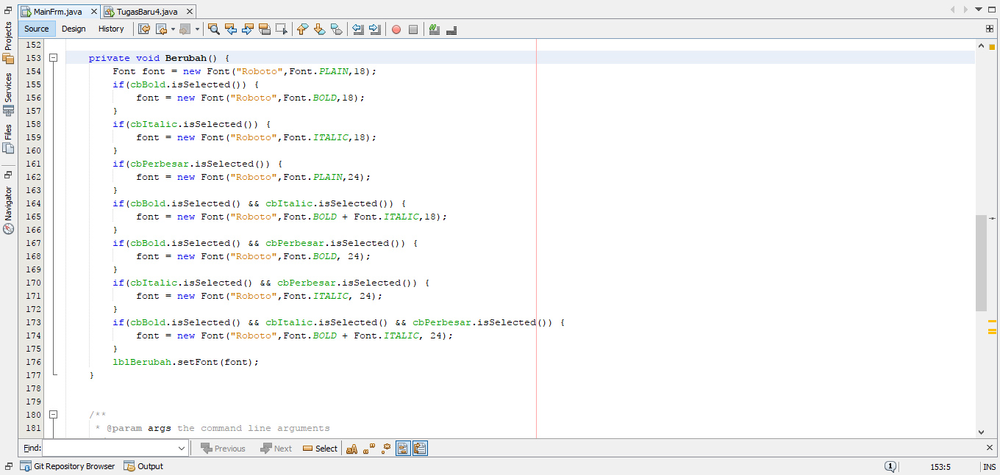 MainFrm.java
TugasBaru4.java
Source
Design
History
Projects
Services
Files
Navigator
152
153 private void Berubah() {
154 Font font = new Font("Roboto",Font.PLAIN,18);
155 if(cbBold.isSelected()) {
156 font = new Font("Roboto",Font.BOLD,18);
157 }
158 if(cbItalic.isSelected()) {
159 font = new Font("Roboto",Font.ITALIC,18);
160 }
161 if(cbPerbesar.isSelected()) {
162 font = new Font("Roboto",Font.PLAIN,24);
163 }
164 if(cbBold.isSelected() && cbItalic.isSelected()) {
165 font = new Font("Roboto",Font.BOLD + Font.ITALIC,18);
166 }
167 if(cbBold.isSelected() && cbPerbesar.isSelected()) {
168 font = new Font("Roboto",Font.BOLD, 24);
169 }
170 if(cbItalic.isSelected() && cbPerbesar.isSelected()) {
171 font = new Font("Roboto",Font.ITALIC, 24);
172 }
173 if(cbBold.isSelected() && cbItalic.isSelected() && cbPerbesar.isSelected()) {
174 font = new Font("Roboto",Font.BOLD + Font.ITALIC, 24);
175 }
176 lblBerubah.setFont(font);
177 }
178
179
180 /**
181 * @param args the command line arguments
Find:
Previous
Next
Select
aA
Git Repository Browser
Output
1
153:5
INS